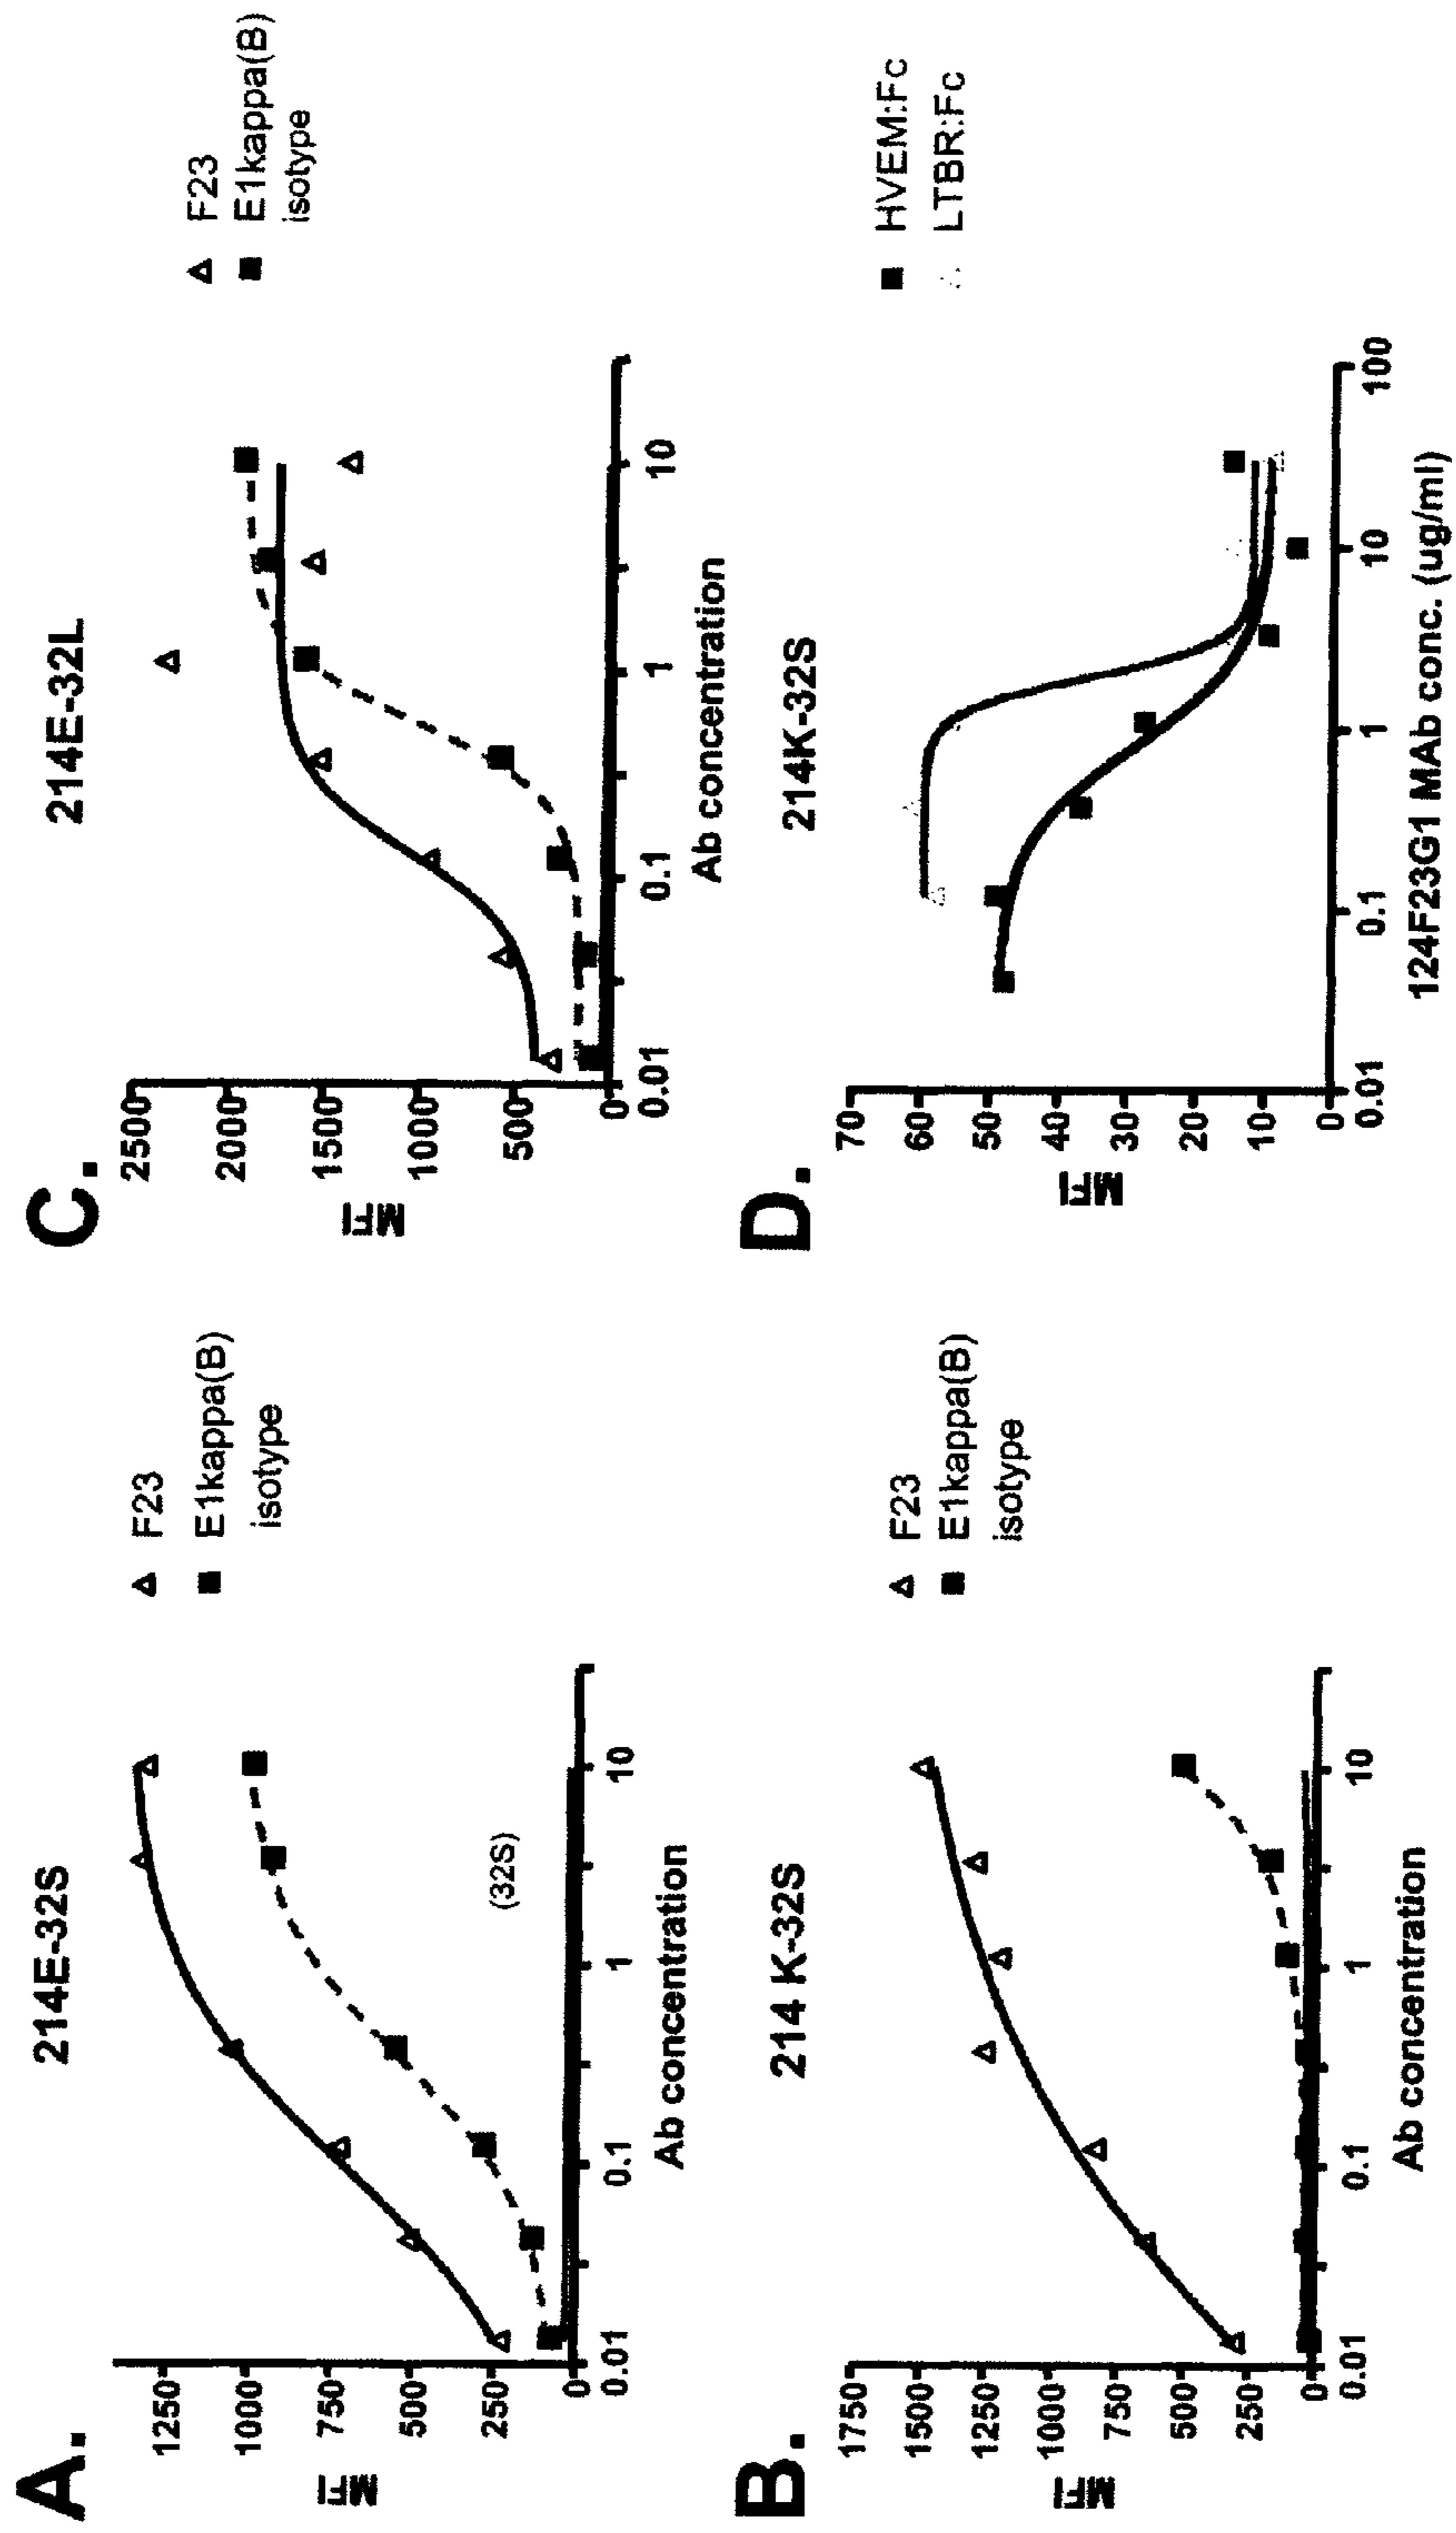 A.
214E-32S
MFI
1250
1000
750
500
250
0
0.01
0.1
1
10
Ab concentration
(32S)
F23
E1kappa(B)
isotype
B.
214 K-32S
MFI
1750
1500
1250
1000
750
500
250
0
0.01
0.1
1
10
Ab concentration
F23
E1kappa(B)
isotype
C.
214E-32L
MFI
2500
2000
1500
1000
500
0
0.01
0.1
1
10
Ab concentration
F23
E1kappa(B)
isotype
D.
214K-32S
MFI
70
60
50
40
30
20
10
0
0.01
0.1
1
10
100
124F23G1 MAb conc. (ug/ml)
HVEM:Fc
LTBR:Fc